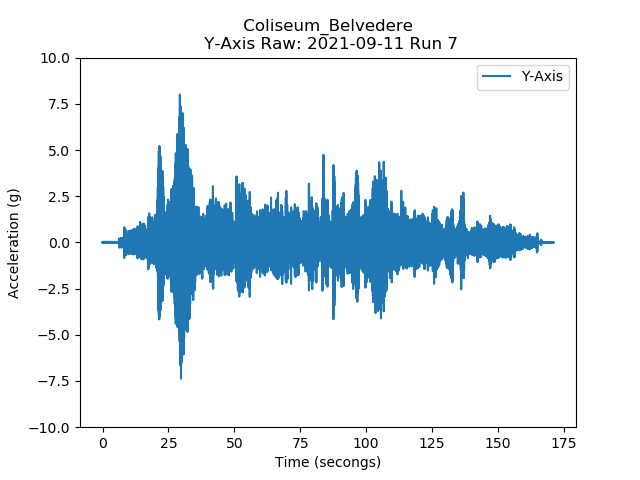 Coliseum_Belvedere
Y-Axis Raw: 2021-09-11 Run 7
Y-Axis
10.0
7.5
5.0
2.5
0.0
−2.5
−5.0
−7.5
−10.0
Acceleration (g)
0 25 50 75 100 125 150 175
Time (secongs)